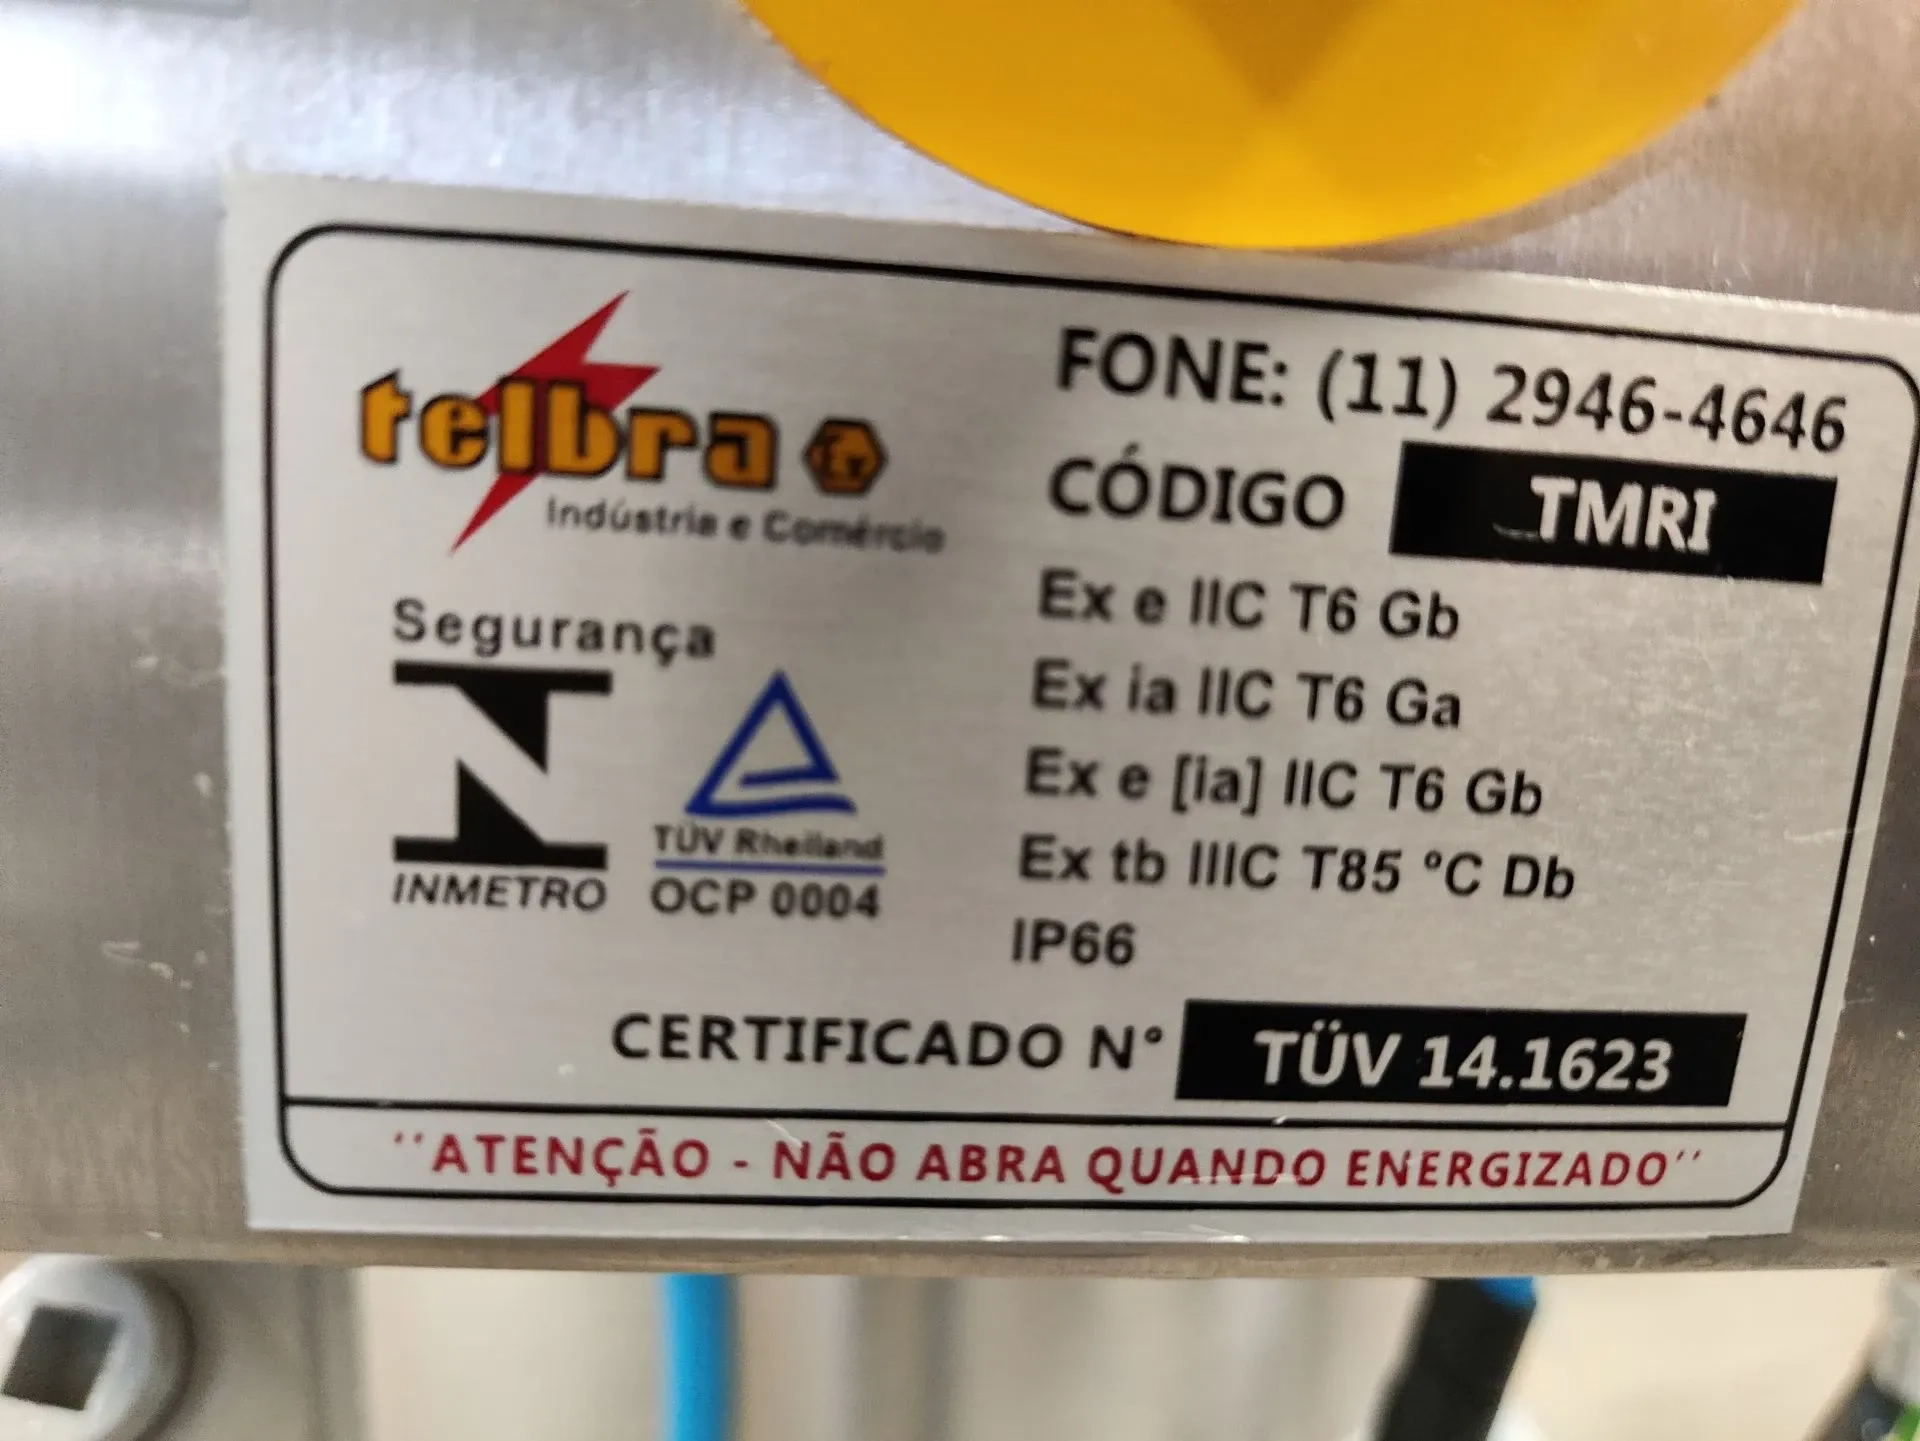 telbra Ex
Indústria e Comércio
Segurança
INMETRO
TÜV Rheiland
OCP 0004
FONE: (11) 2946-4646
CÓDIGO TMRI
Ex e IIC T6 Gb
Ex ia IIC T6 Ga
Ex e [ia] IIC T6 Gb
Ex tb IIIC T85 °C Db
IP66
CERTIFICADO N° TÜV 14.1623
"ATENÇÃO - NÃO ABRA QUANDO ENERGIZADO"